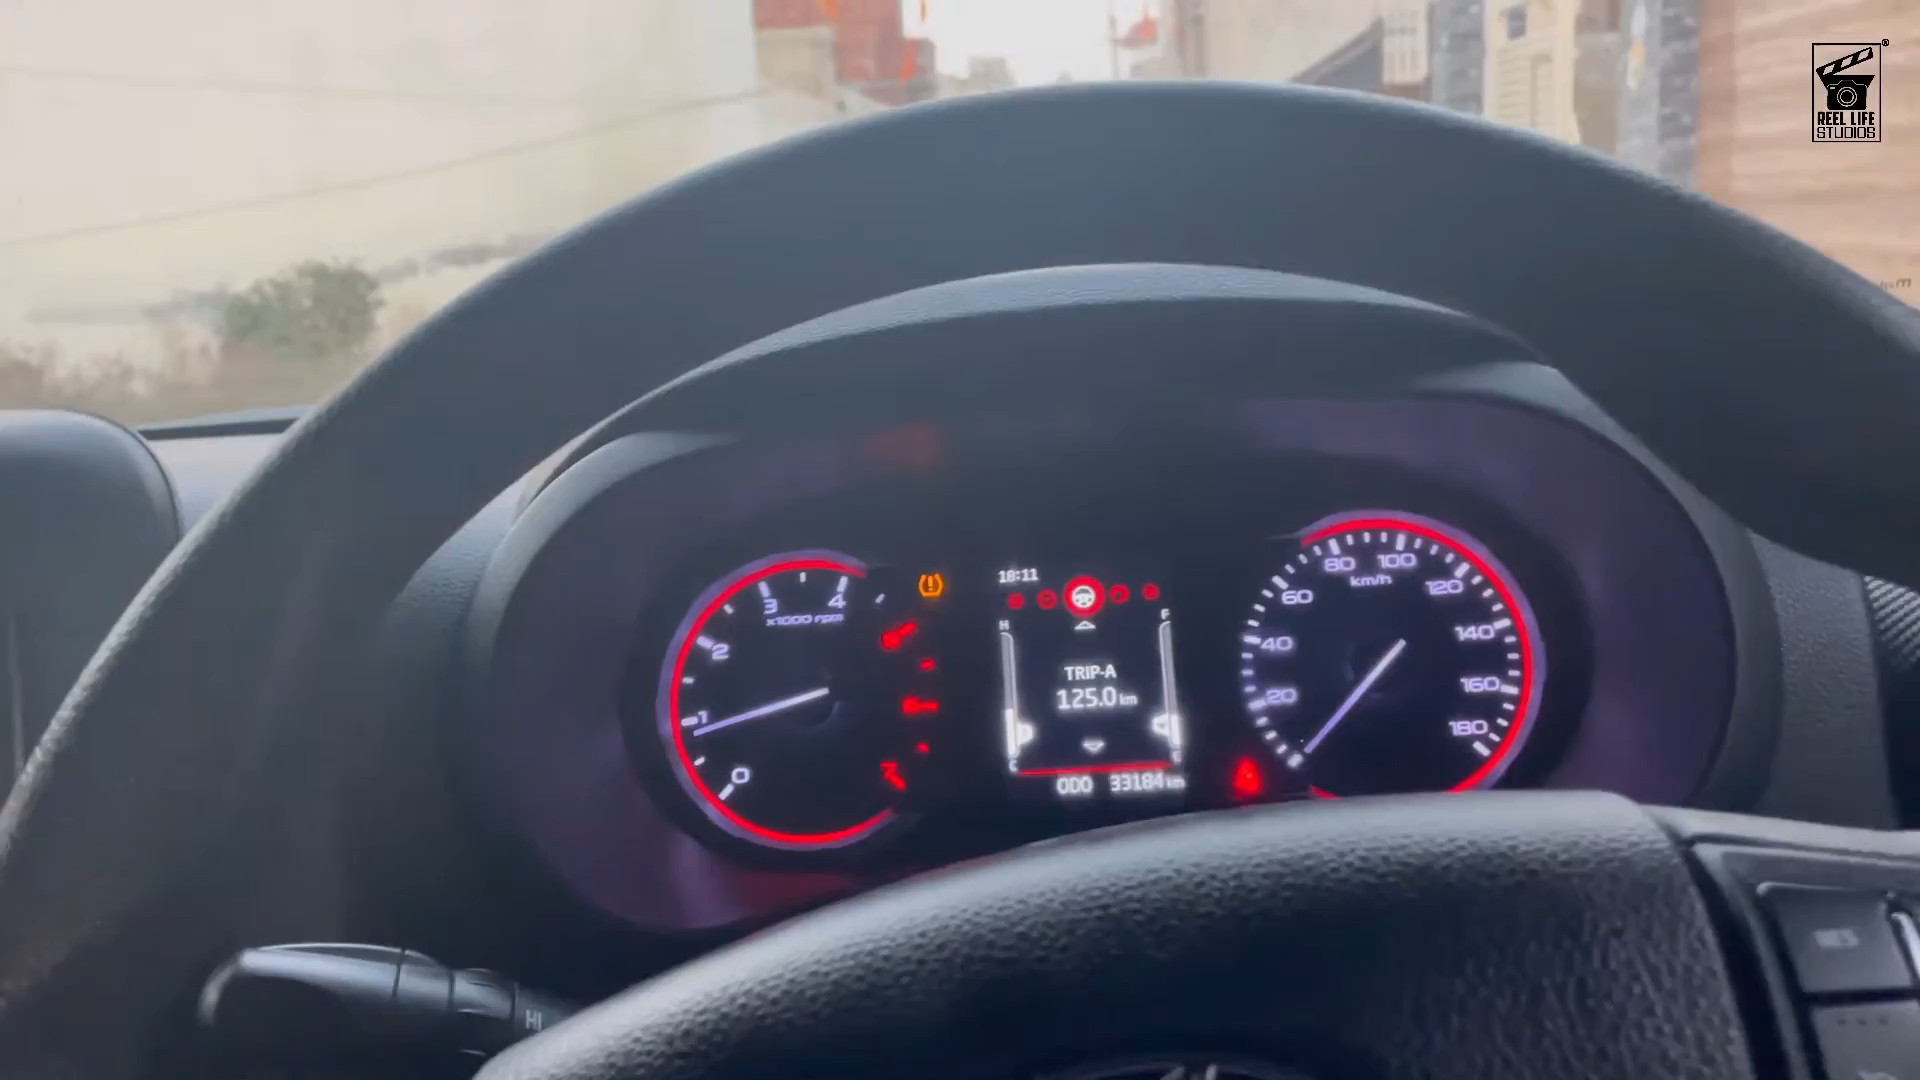 REEL LIFE
STUDIOS
18:11
H
F
3
4
x1000 rpm
2
1
0
TRIP-A
125.0 km
C
E
ODO 33184 km
80
100
km/h
60
120
40
140
20
160
180
HI